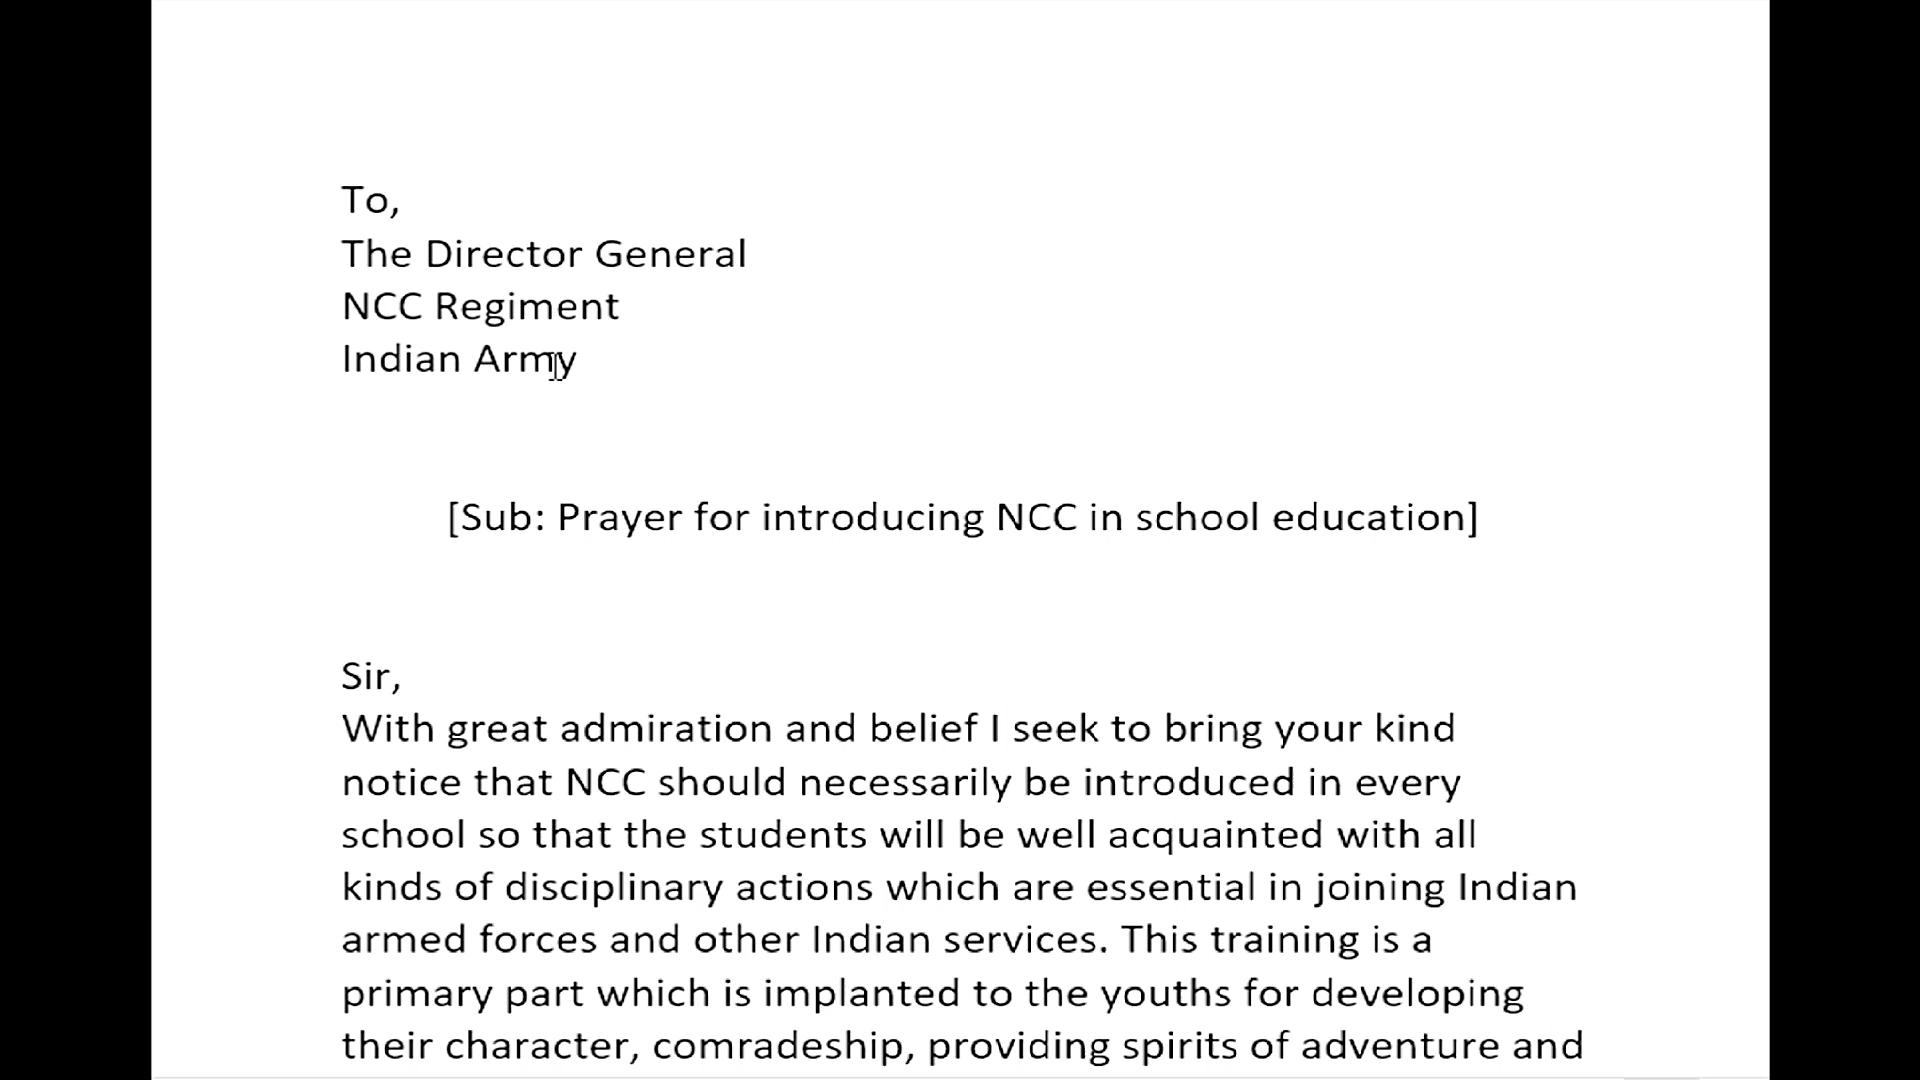 To,
The Director General
NCC Regiment
Indian Army
[Sub: Prayer for introducing NCC in school education]
Sir,
With great admiration and belief I seek to bring your kind
notice that NCC should necessarily be introduced in every
school so that the students will be well acquainted with all
kinds of disciplinary actions which are essential in joining Indian
armed forces and other Indian services. This training is a
primary part which is implanted to the youths for developing
their character, comradeship, providing spirits of adventure and